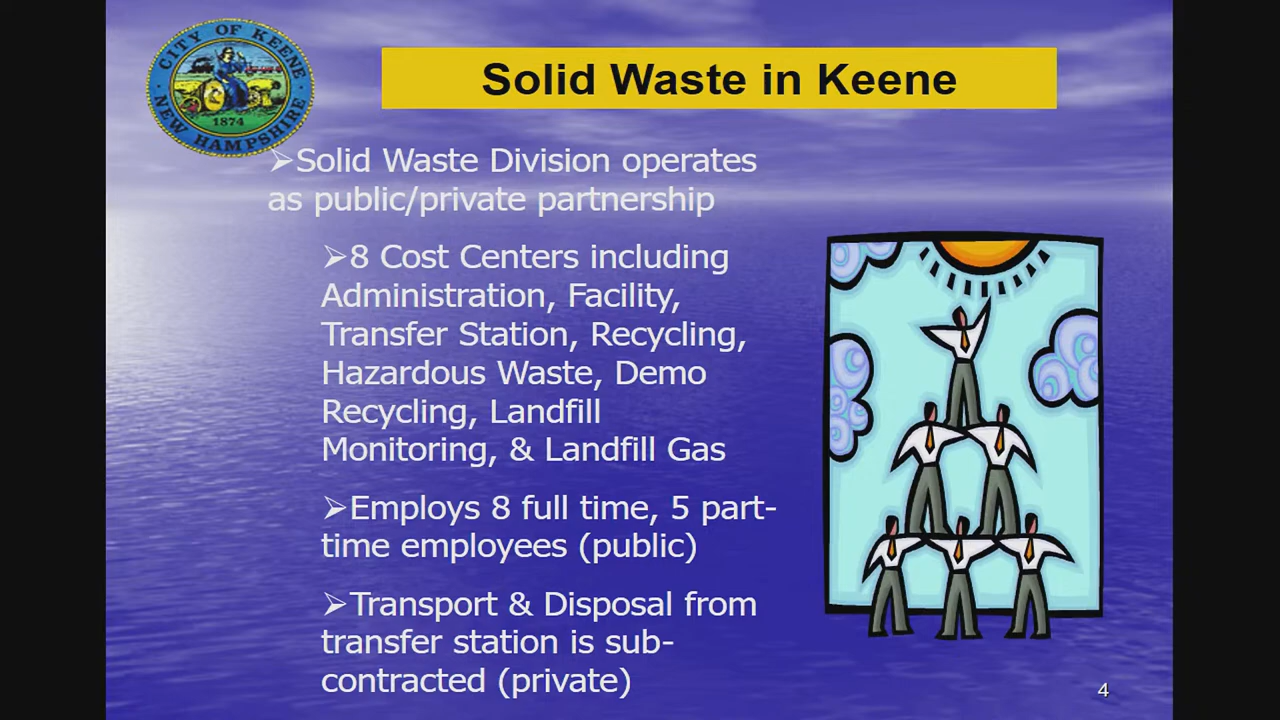 CITY OF KEENE
1874
NEW HAMPSHIRE
Solid Waste in Keene
➢Solid Waste Division operates
as public/private partnership
➢8 Cost Centers including
Administration, Facility,
Transfer Station, Recycling,
Hazardous Waste, Demo
Recycling, Landfill
Monitoring, & Landfill Gas
➢Employs 8 full time, 5 part-
time employees (public)
➢Transport & Disposal from
transfer station is sub-
contracted (private)
4